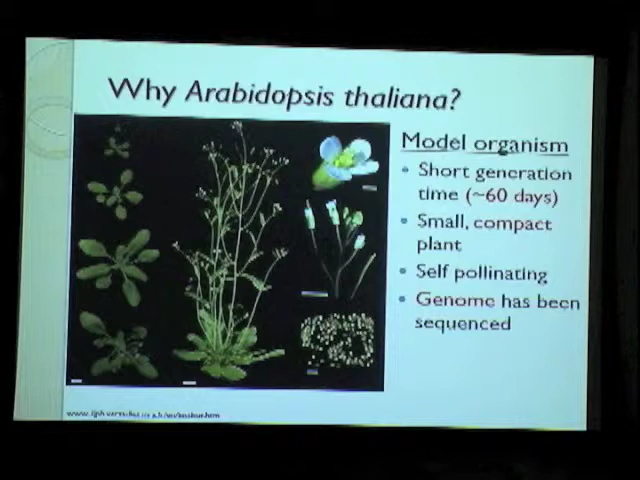 Why Arabidopsis thaliana?
Model organism
• Short generation
time (~60 days)
• Small, compact
plant
• Self pollinating
• Genome has been
sequenced